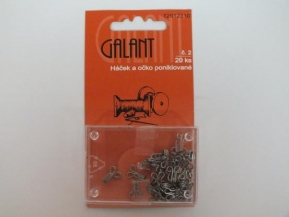 GALANT
č. 2
20 ks
Háček a očko poniklované